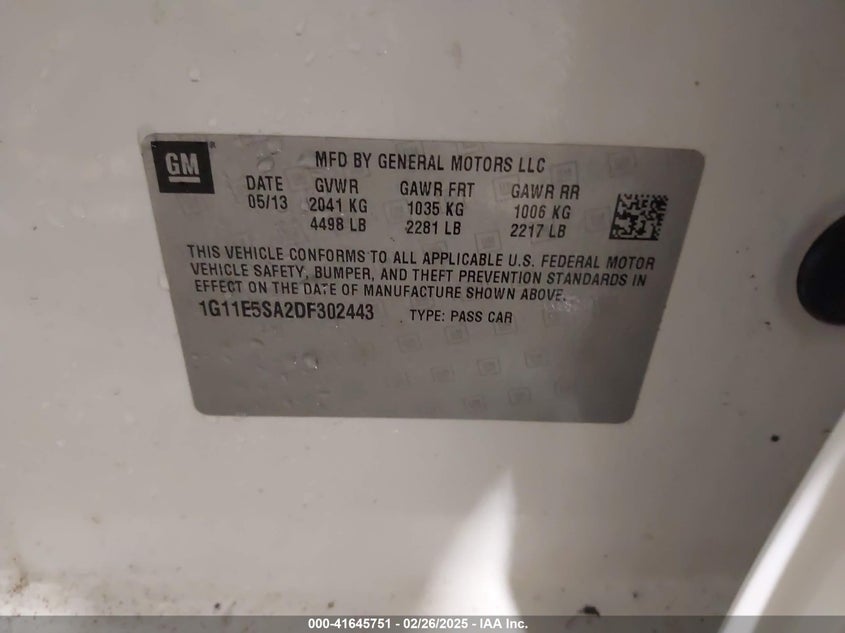 GM
MFD BY GENERAL MOTORS LLC
DATE GVWR GAWR FRT GAWR RR
05/13 2041 KG 1035 KG 1006 KG
4498 LB 2281 LB 2217 LB
THIS VEHICLE CONFORMS TO ALL APPLICABLE U.S. FEDERAL MOTOR
VEHICLE SAFETY, BUMPER, AND THEFT PREVENTION STANDARDS IN
EFFECT ON THE DATE OF MANUFACTURE SHOWN ABOVE.
1G11E5SA2DF302443 TYPE: PASS CAR
000-41645751 - 02/26/2025 - IAA Inc.